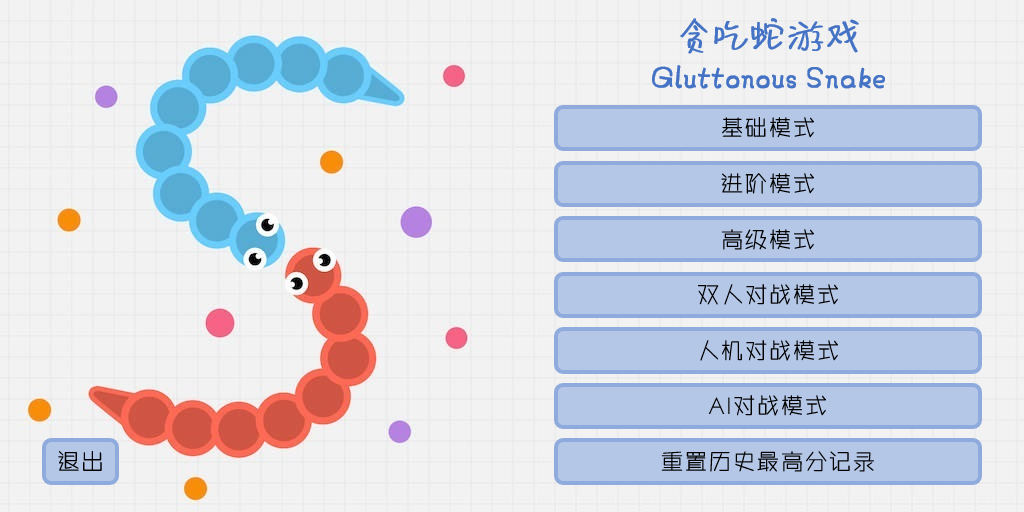 贪吃蛇游戏
Gluttonous Snake
基础模式
进阶模式
高级模式
双人对战模式
人机对战模式
AI对战模式
重置历史最高分记录
退出